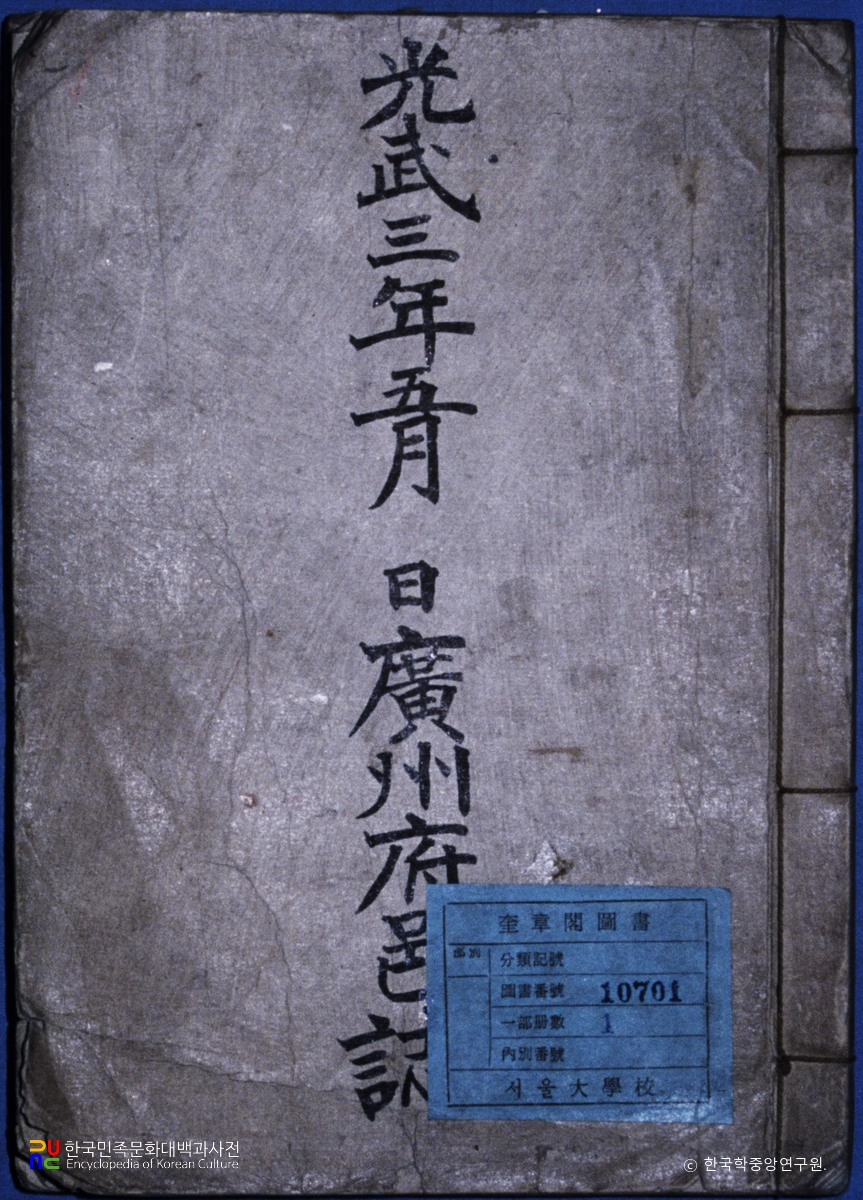 光武三年五月 日廣州府邑誌
奎章閣圖書
部別
分類記號
圖書番號 10701
一部册數 1
內別番號
서울大學校
한국민족문화대백과사전
Encyclopedia of Korean Culture
ⓒ 한국학중앙연구원.